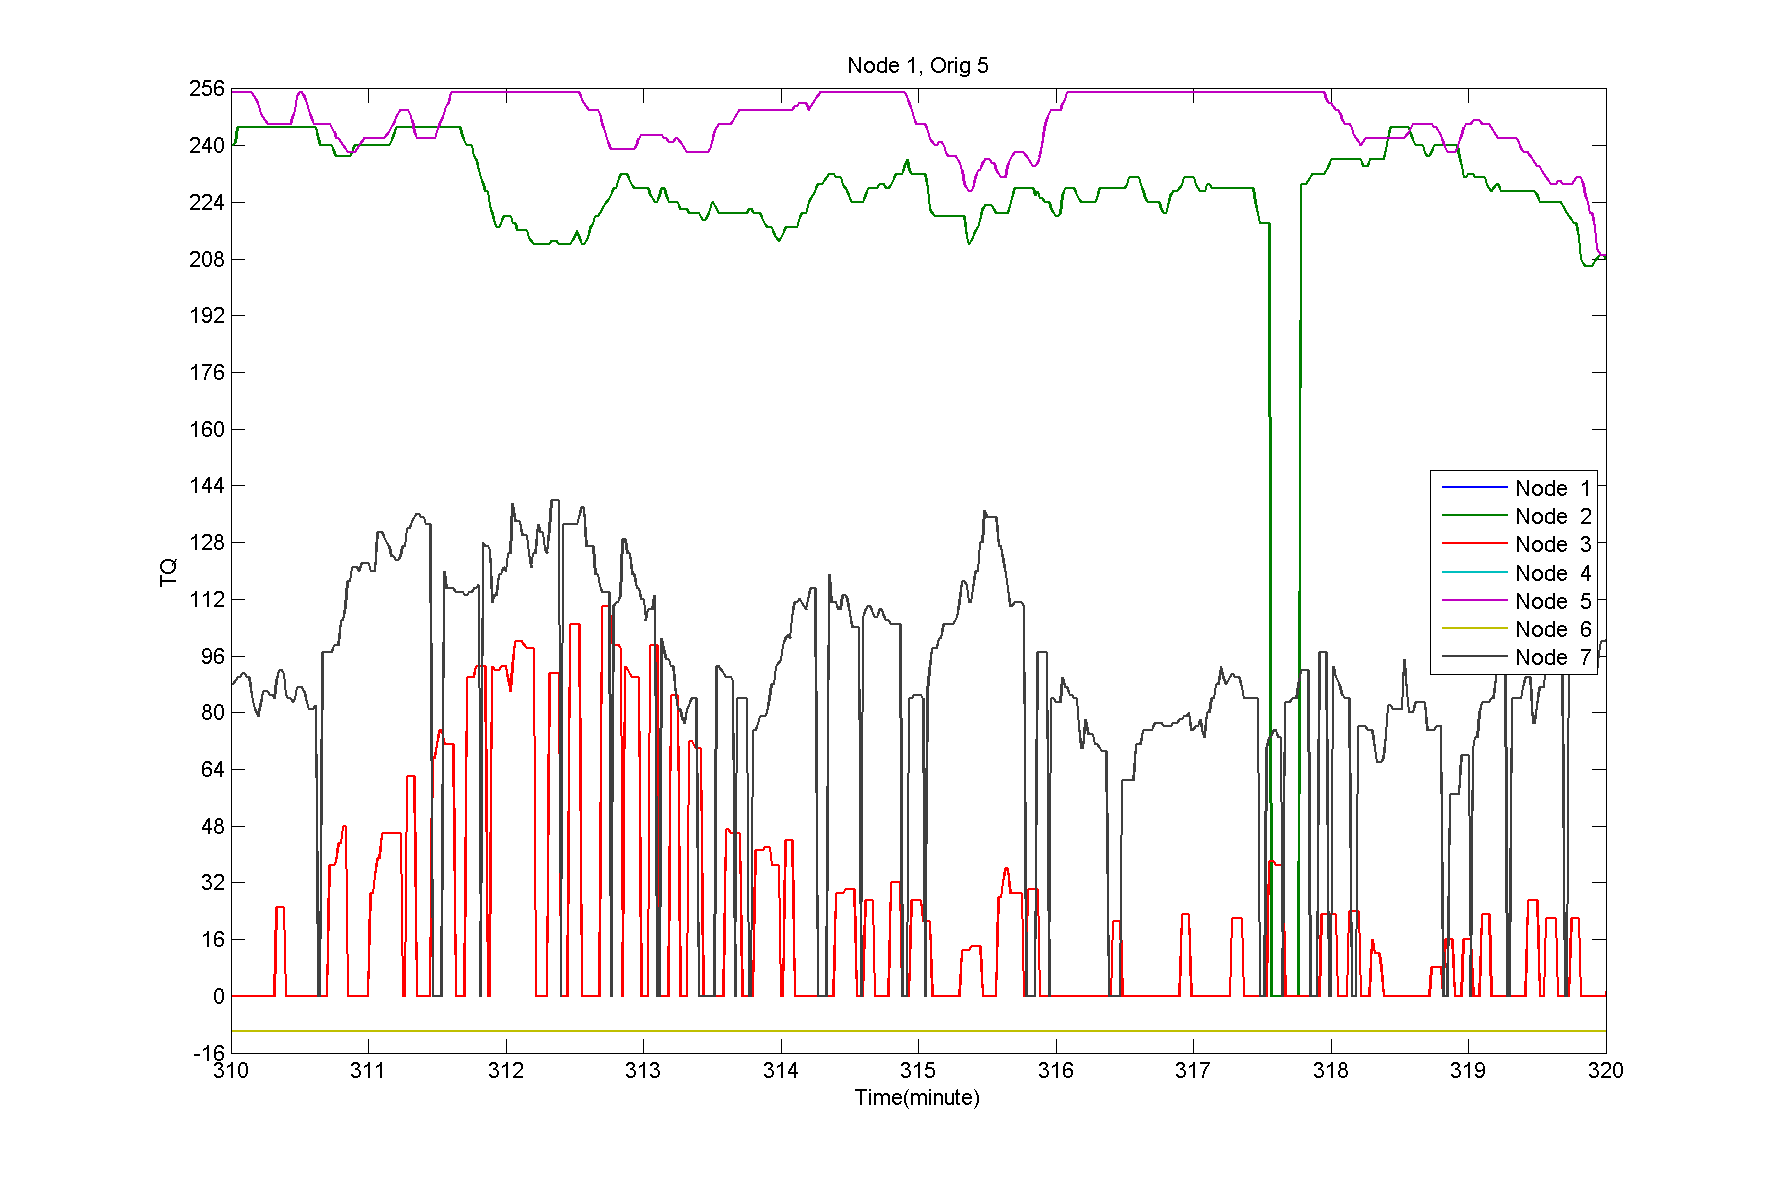 Node 1, Orig 5
256
240
224
208
192
176
160
144
128
112
96
80
64
48
32
16
0
-16
TQ
Node 1
Node 2
Node 3
Node 4
Node 5
Node 6
Node 7
310 311 312 313 314 315 316 317 318 319 320
Time(minute)